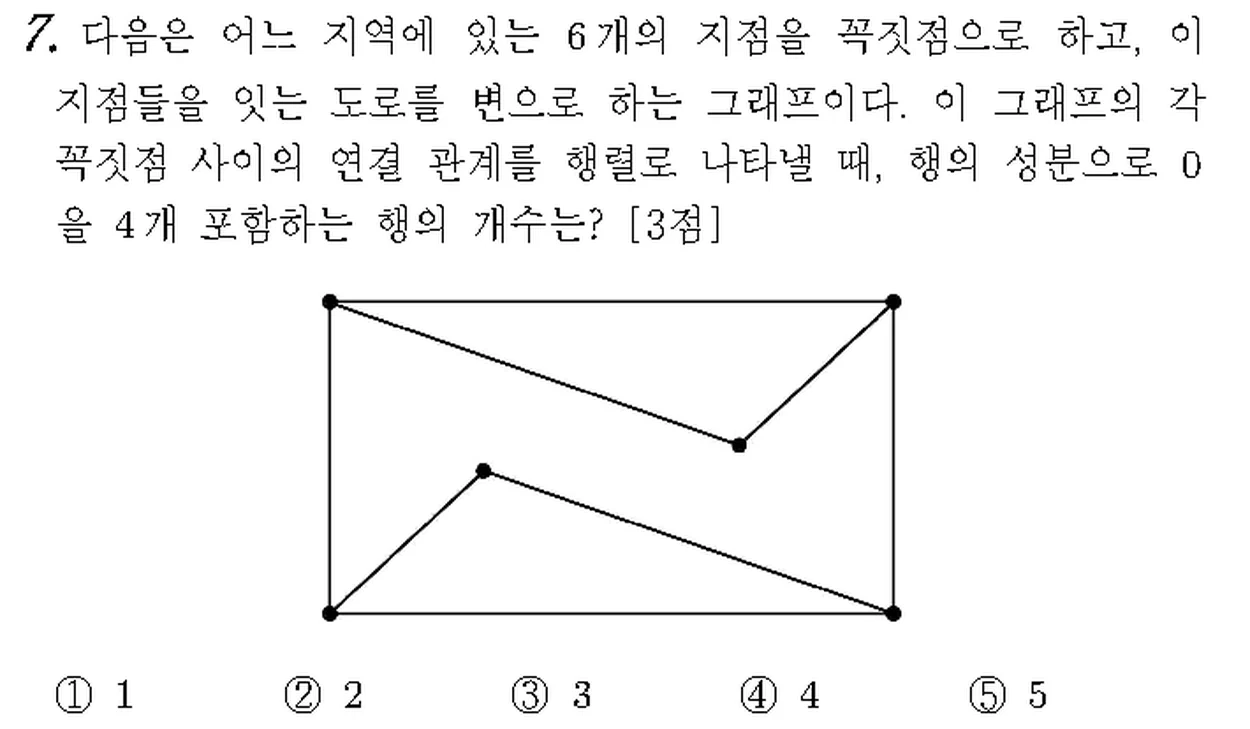 7. 다음은 어느 지역에 있는 6개의 지점을 꼭짓점으로 하고, 이
지점들을 잇는 도로를 변으로 하는 그래프이다. 이 그래프의 각
꼭짓점 사이의 연결 관계를 행렬로 나타낼 때, 행의 성분으로 0
을 4개 포함하는 행의 개수는? [3점]
① 1 ② 2 ③ 3 ④ 4 ⑤ 5